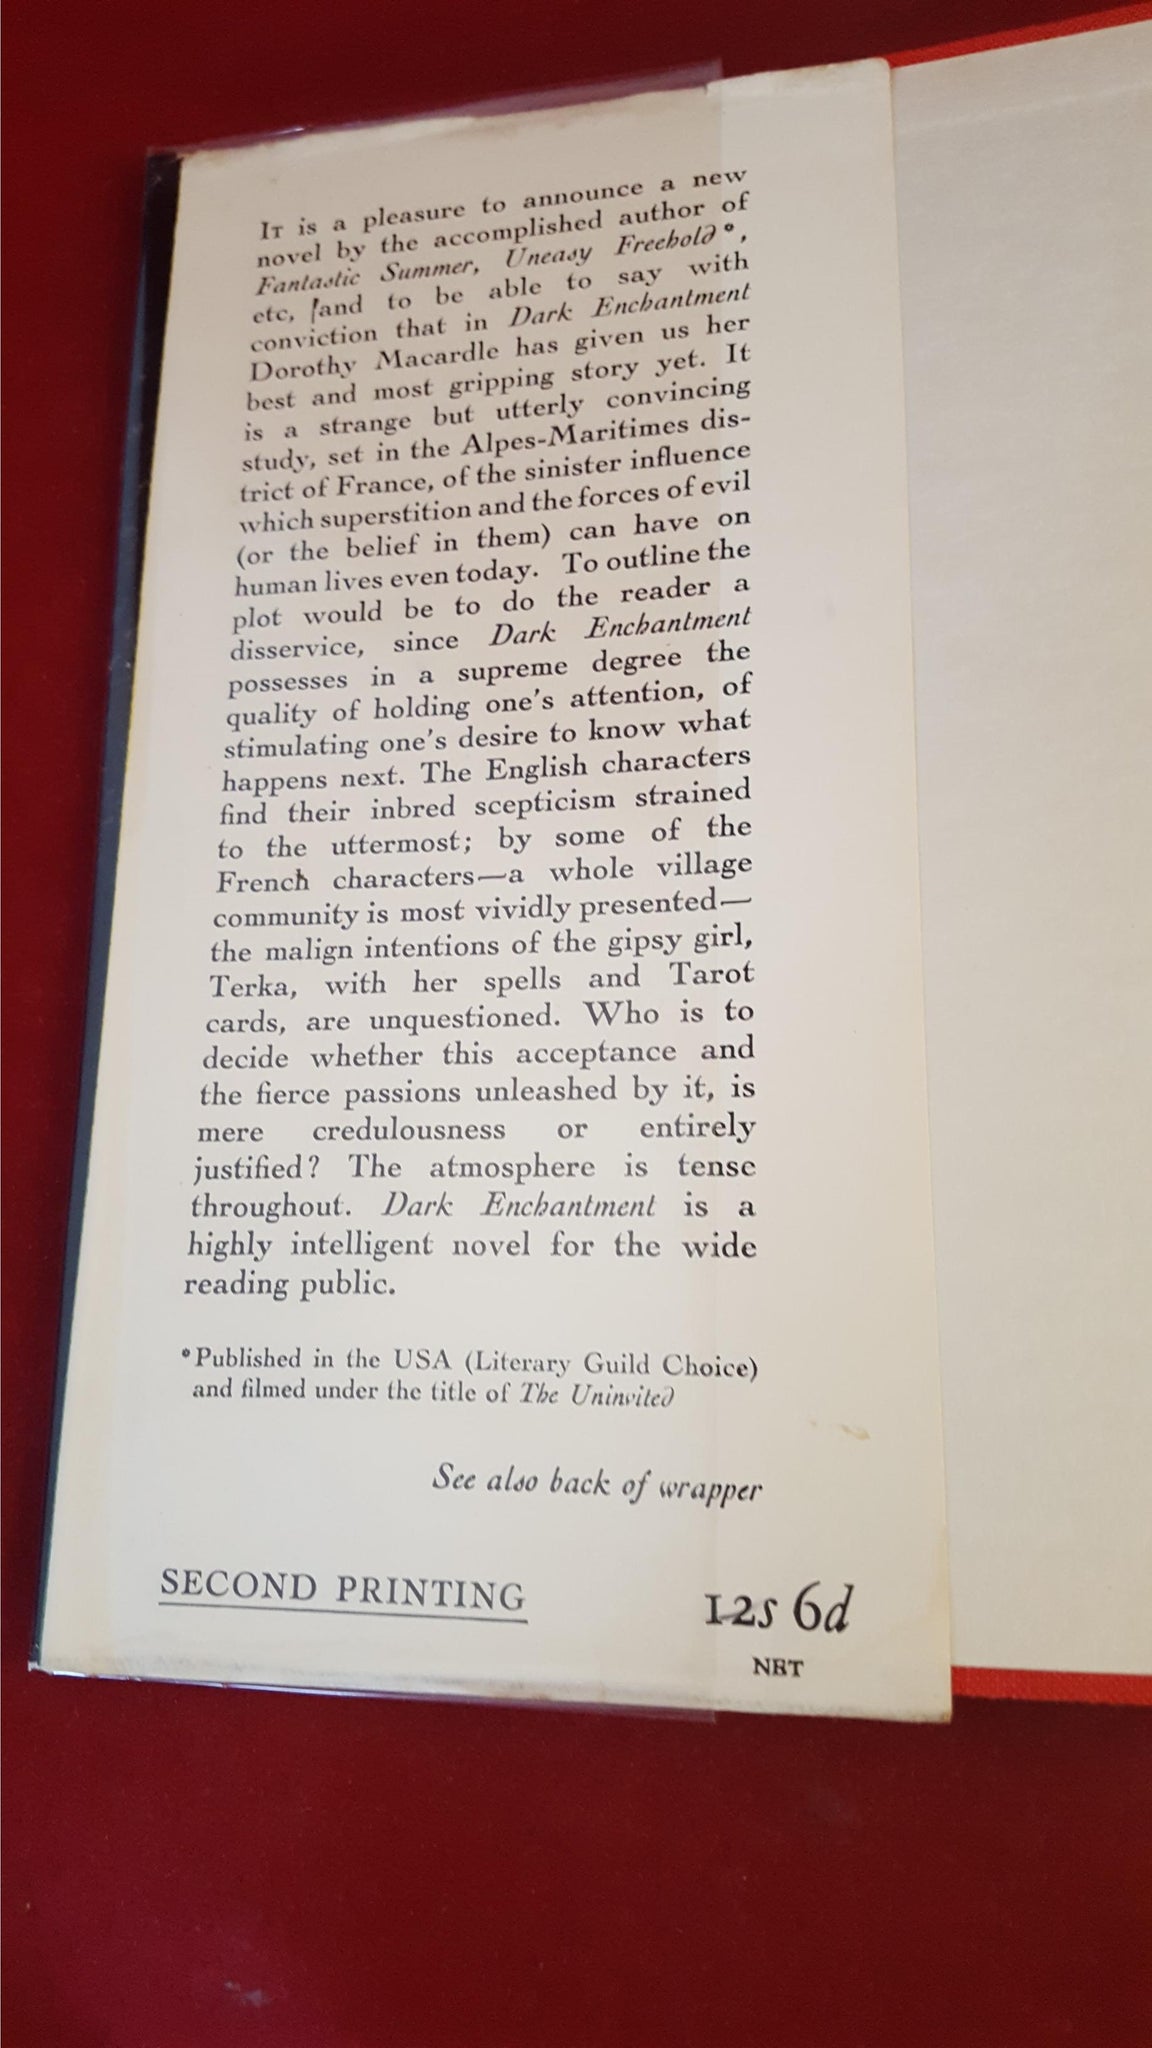 IT is a pleasure to announce a new
novel by the accomplished author of
Fantastic Summer, Uneasy Freehold*,
etc, and to be able to say with
conviction that in Dark Enchantment
Dorothy Macardle has given us her
best and most gripping story yet. It
is a strange but utterly convincing
study, set in the Alpes-Maritimes dis-
trict of France, of the sinister influence
which superstition and the forces of evil
(or the belief in them) can have on
human lives even today. To outline the
plot would be to do the reader a
disservice, since Dark Enchantment
possesses in a supreme degree the
quality of holding one's attention, of
stimulating one's desire to know what
happens next. The English characters
find their inbred scepticism strained
to the uttermost; by some of the
French characters—a whole village
community is most vividly presented—
the malign intentions of the gipsy girl,
Terka, with her spells and Tarot
cards, are unquestioned. Who is to
decide whether this acceptance and
the fierce passions unleashed by it, is
mere credulousness or entirely
justified? The atmosphere is tense
throughout. Dark Enchantment is a
highly intelligent novel for the wide
reading public.
*Published in the USA (Literary Guild Choice)
and filmed under the title of The Uninvited
See also back of wrapper
SECOND PRINTING
12s 6d
NET